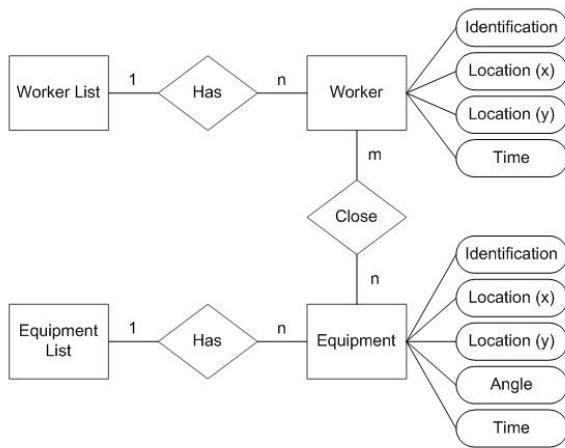 Identification
Location (x)
Worker List
1
Has
n
Worker
Location (y)
Time
m
Close
Identification
n
Location (x)
Equipment
List
1
Has
n
Equipment
Location (y)
Angle
Time